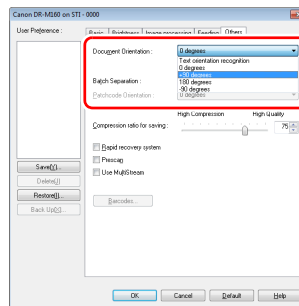 Canon DR-M160 on STI - 0000
User Preference :
Basic Brightness Image processing Feeding Others
Document Orientation :
0 degrees
Text orientation recognition
0 degrees
+90 degrees
180 degrees
-90 degrees
Batch Separation :
Patchcode Orientation
0 degrees
High Compression High Quality
Compression ratio for saving :
75
Rapid recovery system
Prescan
Use MultiStream
Save(Y)...
Delete(J)
Restore(I)...
Back Up(X)...
Barcodes...
OK Cancel Default Help